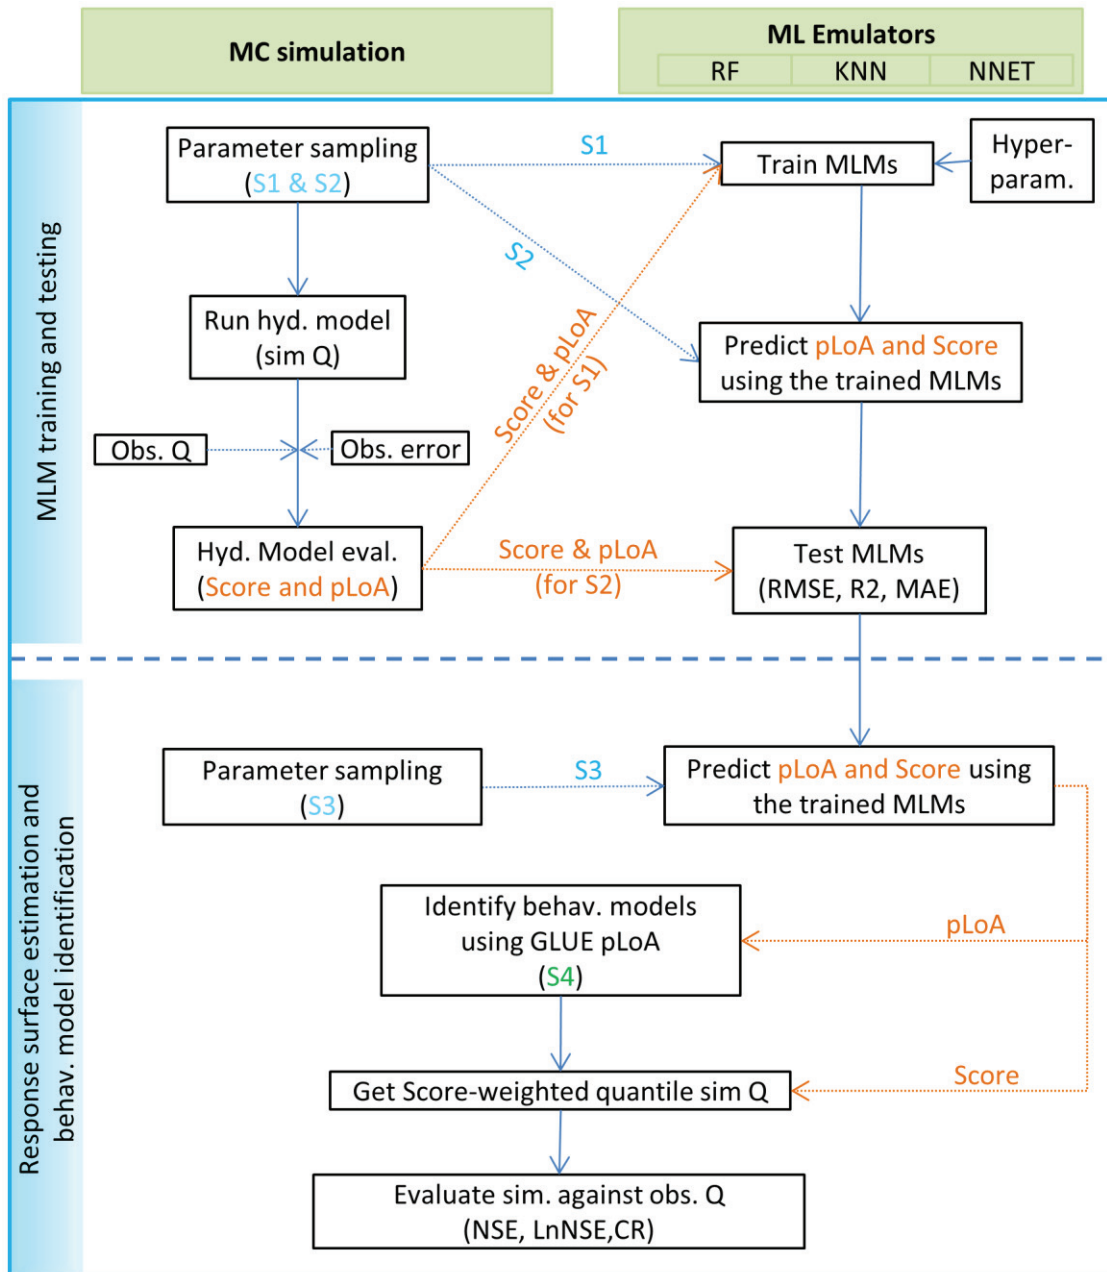 MC simulation
ML Emulators
RF
KNN
NNET
MLM training and testing
Parameter sampling
(S1 & S2)
S1
Train MLMs
Hyper-
param.
S2
Run hyd. model
(sim Q)
Score & pLoA
(for S1)
Predict pLoA and Score
using the trained MLMs
Obs. Q
Obs. error
Hyd. Model eval.
(Score and pLoA)
Score & pLoA
(for S2)
Test MLMs
(RMSE, R2, MAE)
Response surface estimation and
behav. model identification
Parameter sampling
(S3)
S3
Predict pLoA and Score using
the trained MLMs
Identify behav. models
using GLUE pLoA
(S4)
pLoA
Get Score-weighted quantile sim Q
Score
Evaluate sim. against obs. Q
(NSE, LnNSE,CR)